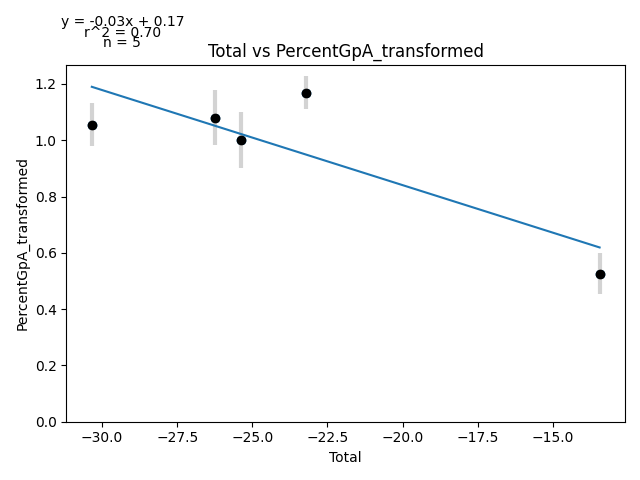 y = -0.03x + 0.17
r^2 = 0.70
n = 5
Total vs PercentGpA_transformed
1.2
1.0
0.8
0.6
0.4
0.2
0.0
PercentGpA_transformed
−30.0 −27.5 −25.0 −22.5 −20.0 −17.5 −15.0
Total